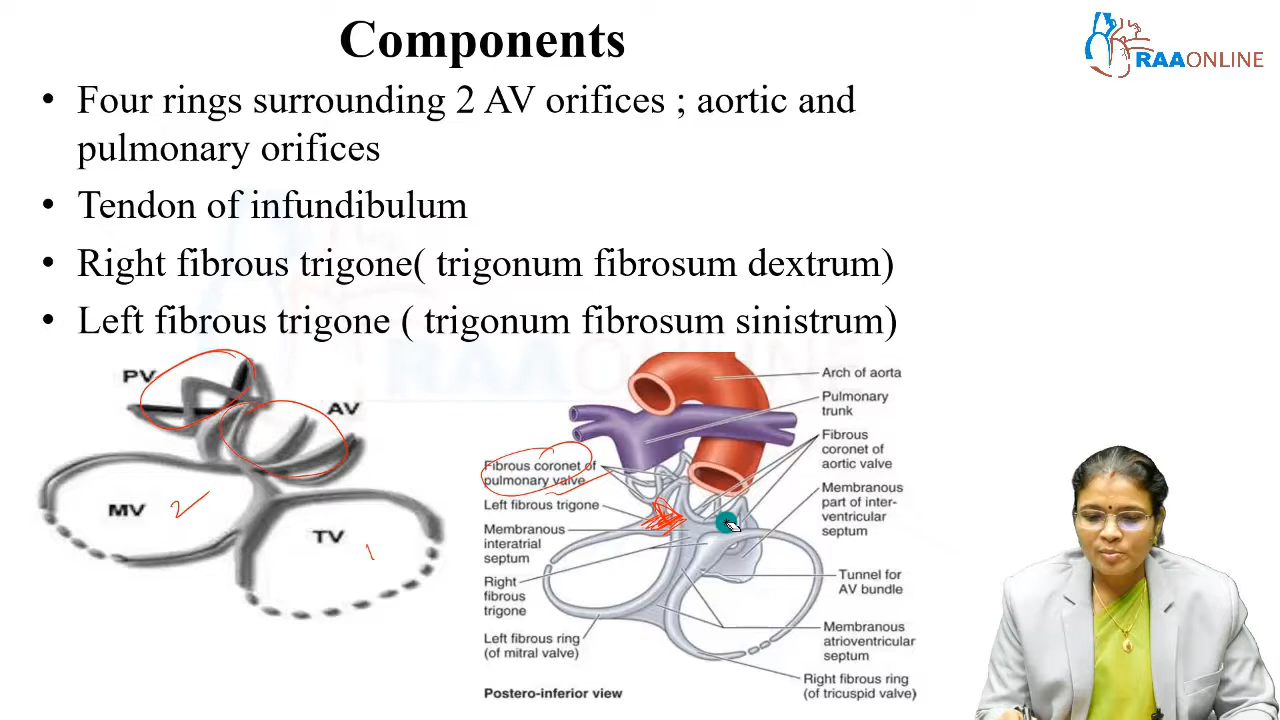 Components
RAAONLINE
• Four rings surrounding 2 AV orifices ; aortic and
pulmonary orifices
• Tendon of infundibulum
• Right fibrous trigone( trigonum fibrosum dextrum)
• Left fibrous trigone ( trigonum fibrosum sinistrum)
RAAONLINE
PV
AV
MV 2
TV 1
Arch of aorta
Pulmonary
trunk
Fibrous
coronet of
aortic valve
Fibrous coronet of
pulmonary valve
Left fibrous trigone
Membranous
interatrial
septum
Right
fibrous
trigone
Left fibrous ring
(of mitral valve)
Membranous
part of inter-
ventricular
septum
Tunnel for
AV bundle
Membranous
atrioventricular
septum
Right fibrous ring
(of tricuspid valve)
Postero-inferior view